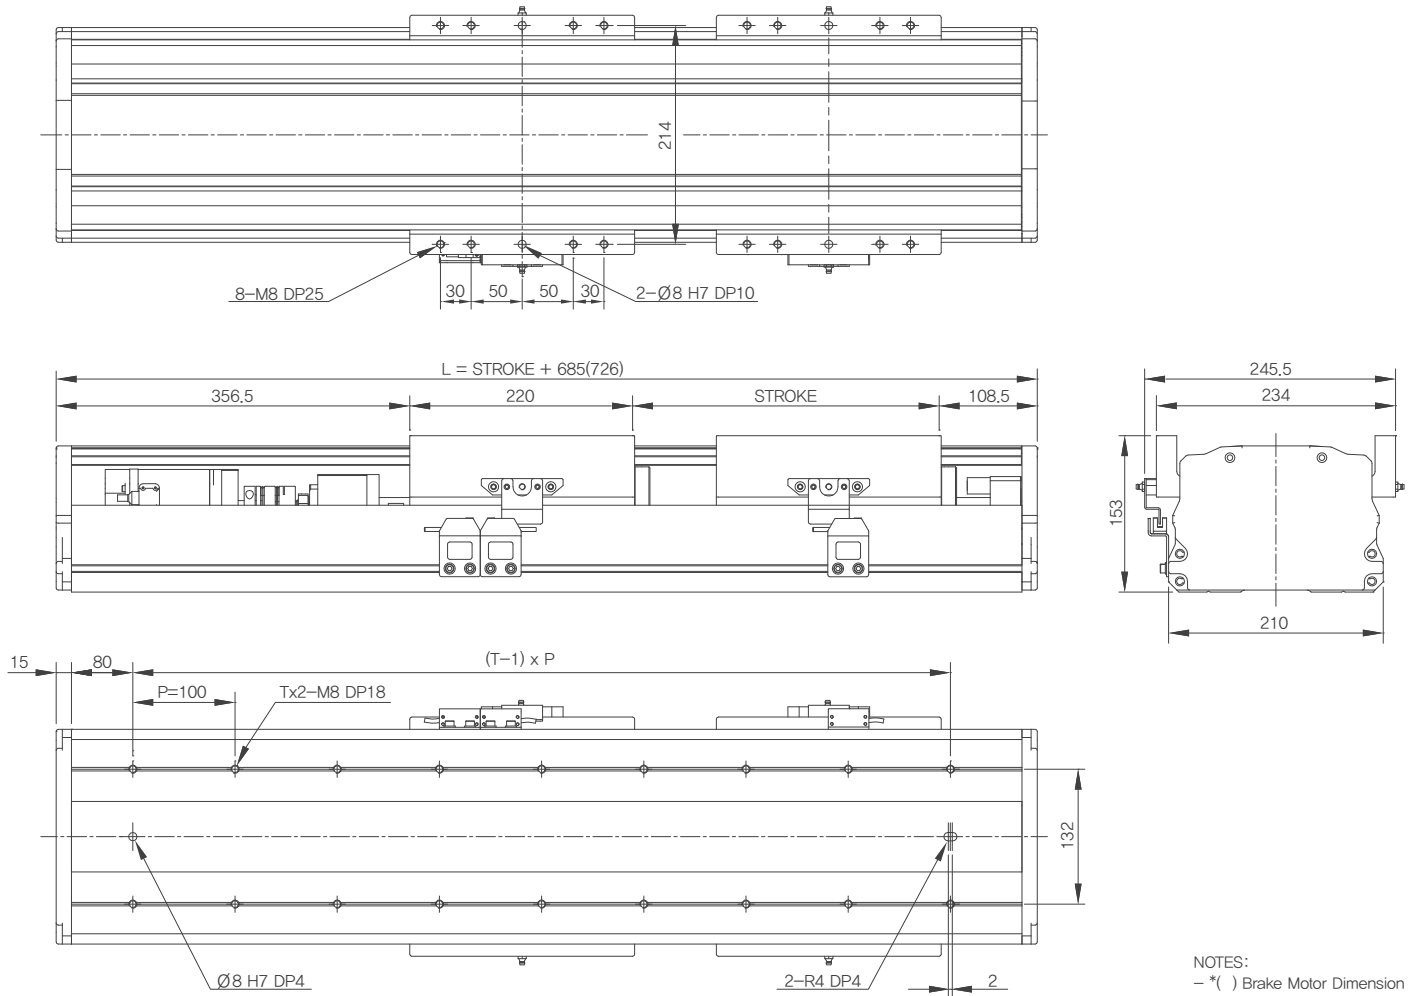 214
8-M8 DP25
30
50
50
30
2-Ø8 H7 DP10
L = STROKE + 685(726)
356.5
220
STROKE
108.5
245.5
234
153
210
15
80
(T-1) x P
P=100
Tx2-M8 DP18
132
Ø8 H7 DP4
2-R4 DP4
2
NOTES:
- *( ) Brake Motor Dimension